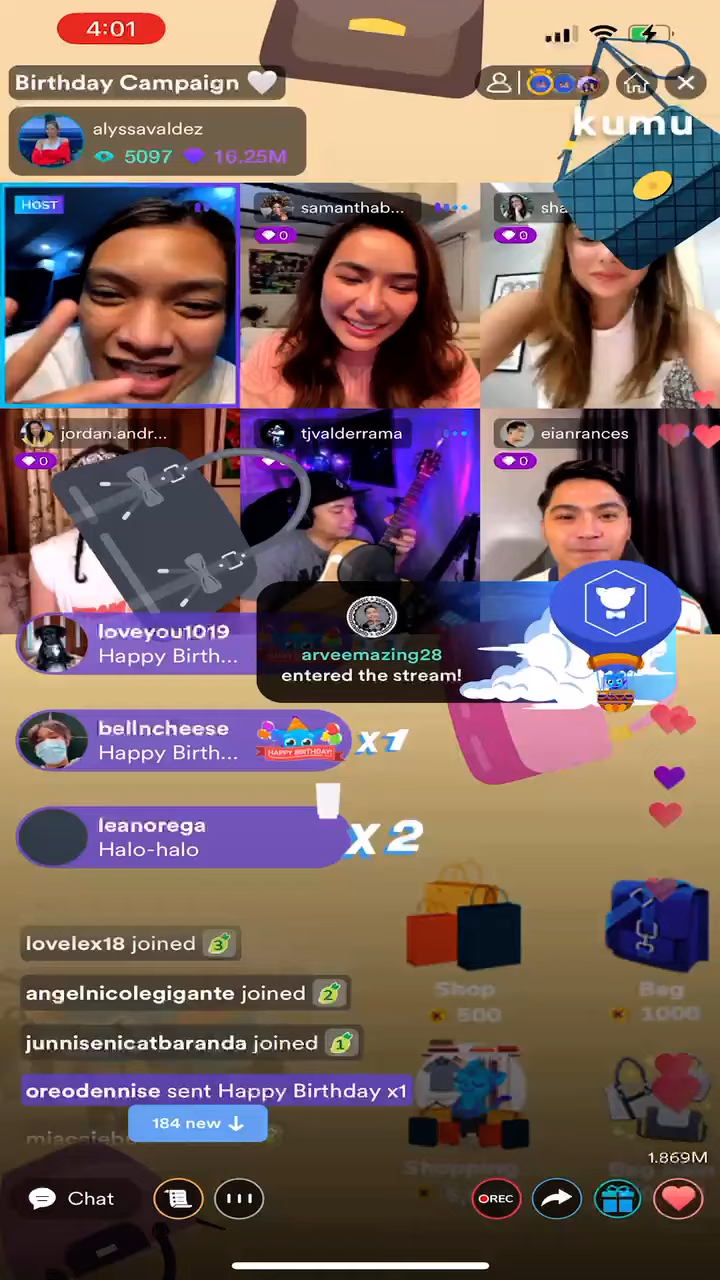 4:01
Birthday Campaign 🤍
kumu
alyssavaldez
5097 16.25M
HOST
samanthab...
sha
0
0
jordan.andr...
tjvalderrama
eianrances
0
0
loveyou1019
Happy Birth...
arveemazing28
entered the stream!
bellncheese
Happy Birth...
HAPPY BIRTHDAY!
x1
leanorega
Halo-halo
x2
lovelex18 joined 3
Shop
Bag
angelnicolegigante joined 2
500
1000
junnisenicatbaranda joined 1
oreodennise sent Happy Birthday x1
184 new ↓
1.869M
Shopping
Chat
REC